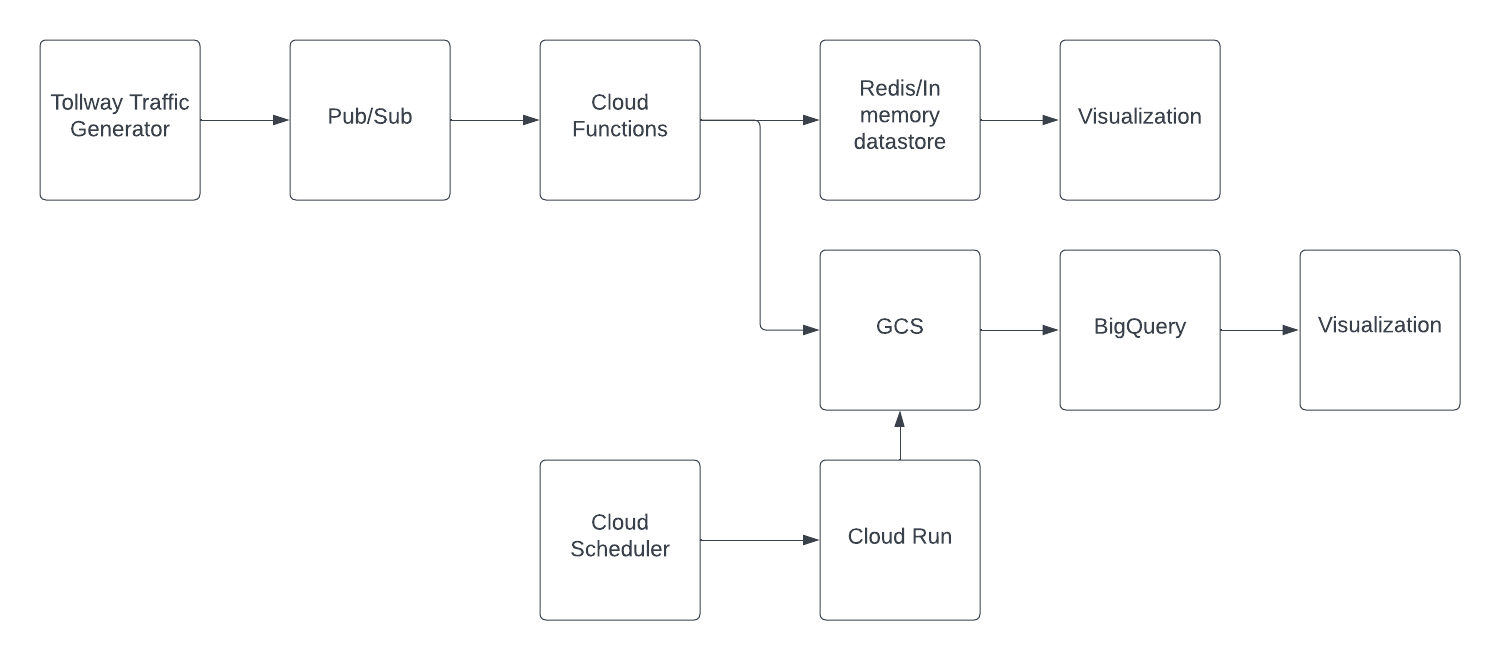 Tollway Traffic
Generator
Pub/Sub
Cloud
Functions
Redis/In
memory
datastore
Visualization
GCS
BigQuery
Visualization
Cloud
Scheduler
Cloud Run